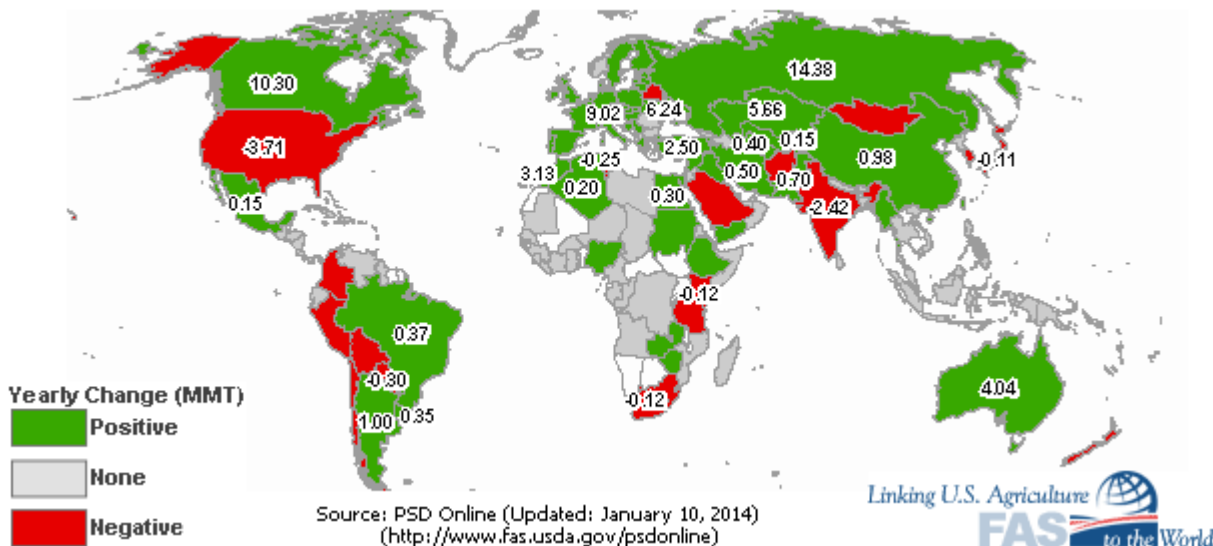 10.30
14.38
-3.71
9.02
6.24
5.66
0.15
0.40
2.50
0.98
-0.11
-0.25
3.13
0.20
0.50
-0.70
0.15
0.30
-2.42
-0.12
0.37
-0.30
-0.12
4.04
1.00
0.35
Yearly Change (MMT)
Positive
None
Negative
Source: PSD Online (Updated: January 10, 2014)
(http://www.fas.usda.gov/psdonline)
Linking U.S. Agriculture
FAS
to the World